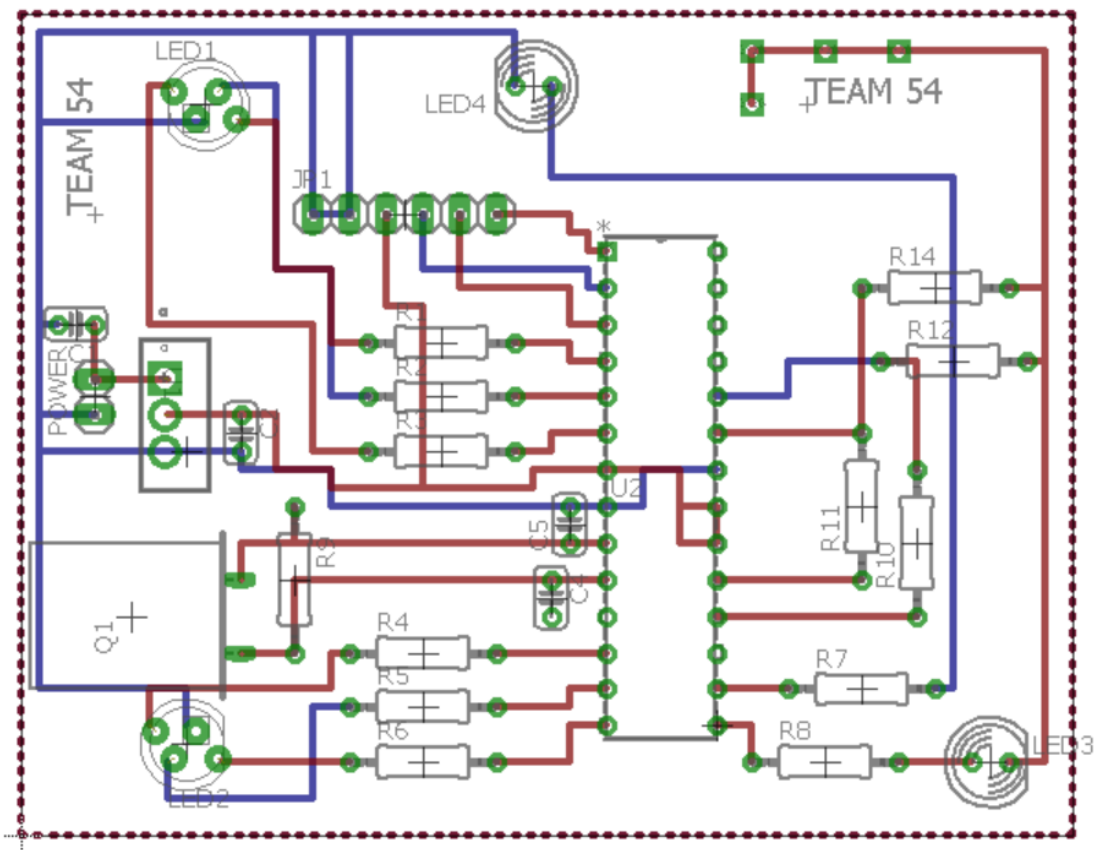 LED1
LED4
TEAM 54
TEAM 54
JP1
*
R14
R1
R12
POWER
R2
R3
U2
C5
R11
R10
R9
C4
Q1
R4
R7
R5
R6
R8
LED3
LED2